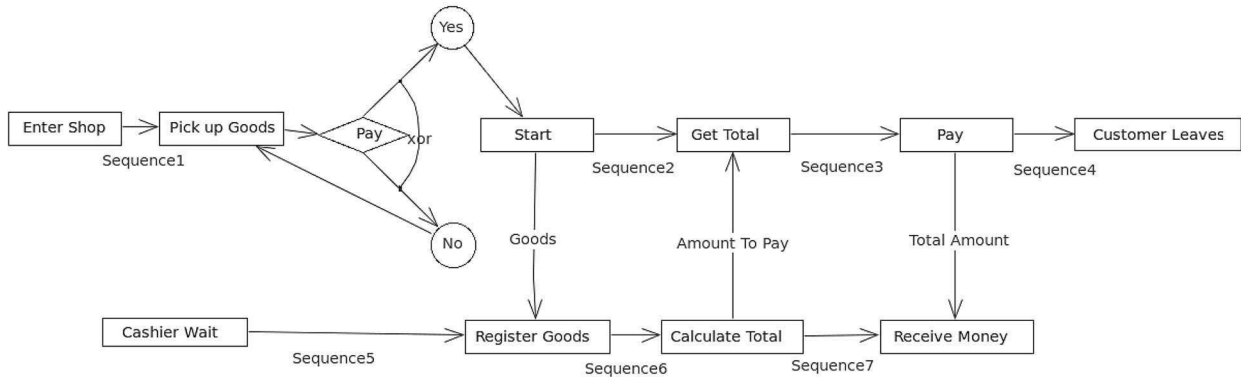 Yes
Enter Shop
Pick up Goods
Pay
xor
Start
Get Total
Pay
Customer Leaves
Sequence1
Sequence2
Sequence3
Sequence4
No
Goods
Amount To Pay
Total Amount
Cashier Wait
Register Goods
Calculate Total
Receive Money
Sequence5
Sequence6
Sequence7